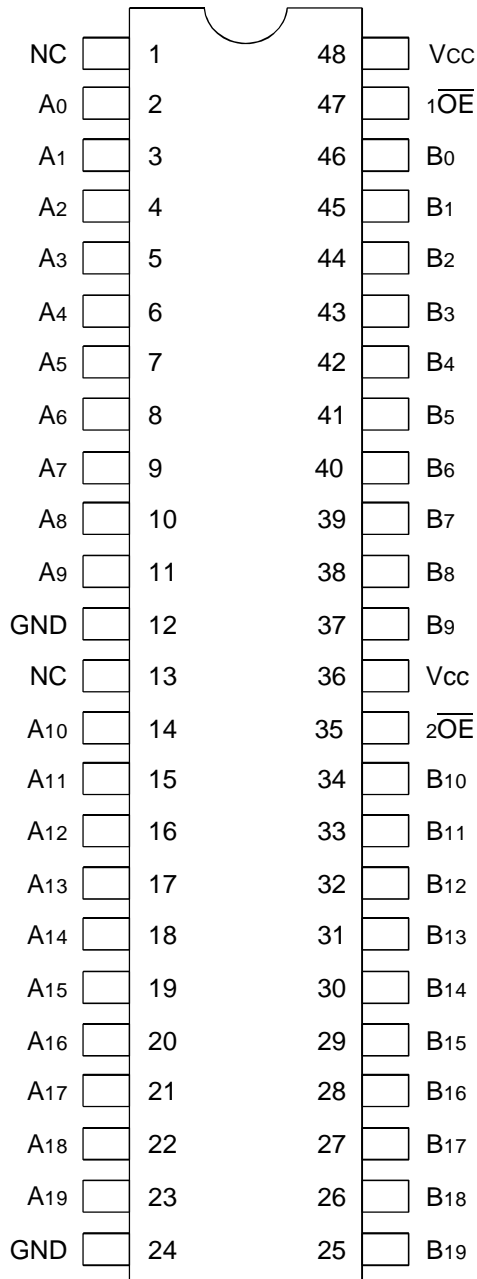 NC 1 48 Vcc
A0 2 47 1OE
A1 3 46 B0
A2 4 45 B1
A3 5 44 B2
A4 6 43 B3
A5 7 42 B4
A6 8 41 B5
A7 9 40 B6
A8 10 39 B7
A9 11 38 B8
GND 12 37 B9
NC 13 36 Vcc
A10 14 35 2OE
A11 15 34 B10
A12 16 33 B11
A13 17 32 B12
A14 18 31 B13
A15 19 30 B14
A16 20 29 B15
A17 21 28 B16
A18 22 27 B17
A19 23 26 B18
GND 24 25 B19